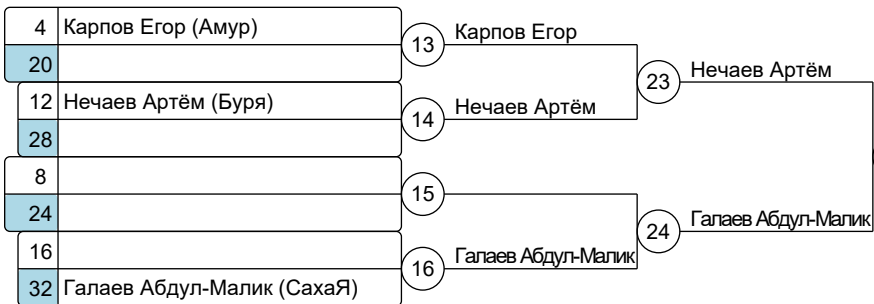 4 Карпов Егор (Амур)
20
13
Карпов Егор
12 Нечаев Артём (Буря)
28
14
Нечаев Артём
23
Нечаев Артём
8
24
15
16
32 Галаев Абдул-Малик (СахаЯ)
16
Галаев Абдул-Малик
24
Галаев Абдул-Малик